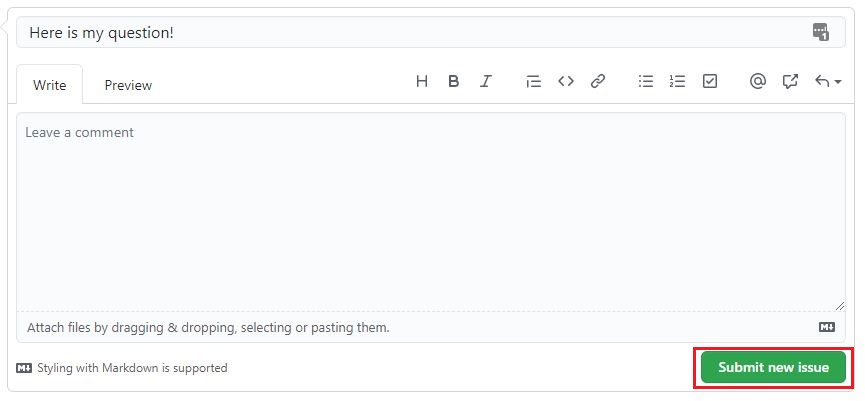 Here is my question!
Write Preview
Leave a comment
Attach files by dragging & dropping, selecting or pasting them.
Styling with Markdown is supported
Submit new issue